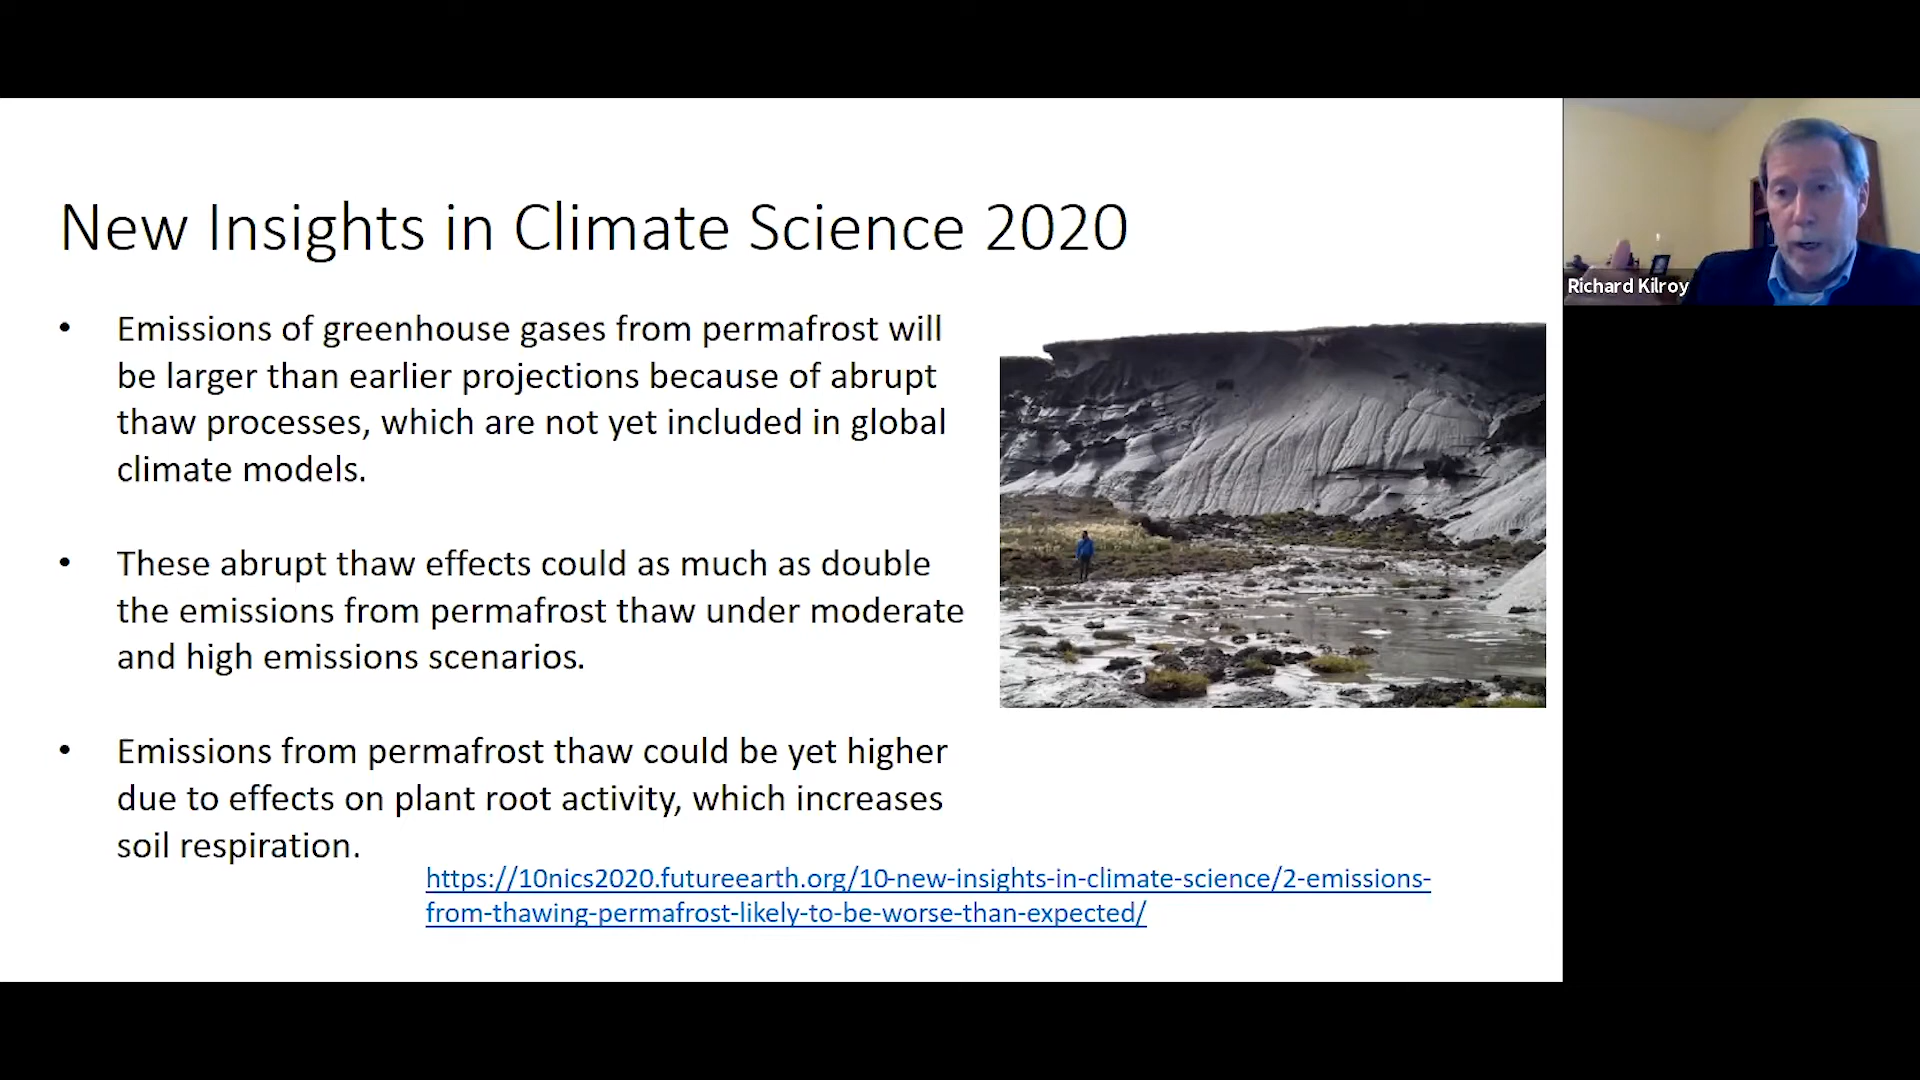 New Insights in Climate Science 2020
• Emissions of greenhouse gases from permafrost will
be larger than earlier projections because of abrupt
thaw processes, which are not yet included in global
climate models.
• These abrupt thaw effects could as much as double
the emissions from permafrost thaw under moderate
and high emissions scenarios.
• Emissions from permafrost thaw could be yet higher
due to effects on plant root activity, which increases
soil respiration.
https://10nics2020.futureearth.org/10-new-insights-in-climate-science/2-emissions-
from-thawing-permafrost-likely-to-be-worse-than-expected/
Richard Kilroy